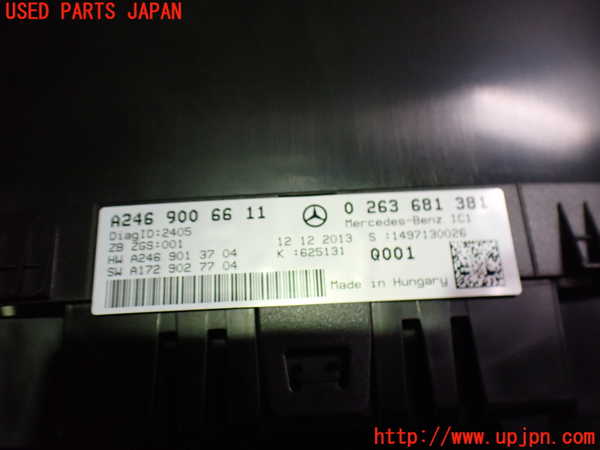 USED PARTS JAPAN
A246 900 66 11
0 263 681 381
DiagID:2405
Mercedes-Benz 1C1
ZB ZGS:001
12 12 2013
S :1497130026
HW A246 901 37 04
K :625131
Q001
SW A172 902 77 04
Made in Hungary
http://www.upjpn.com/